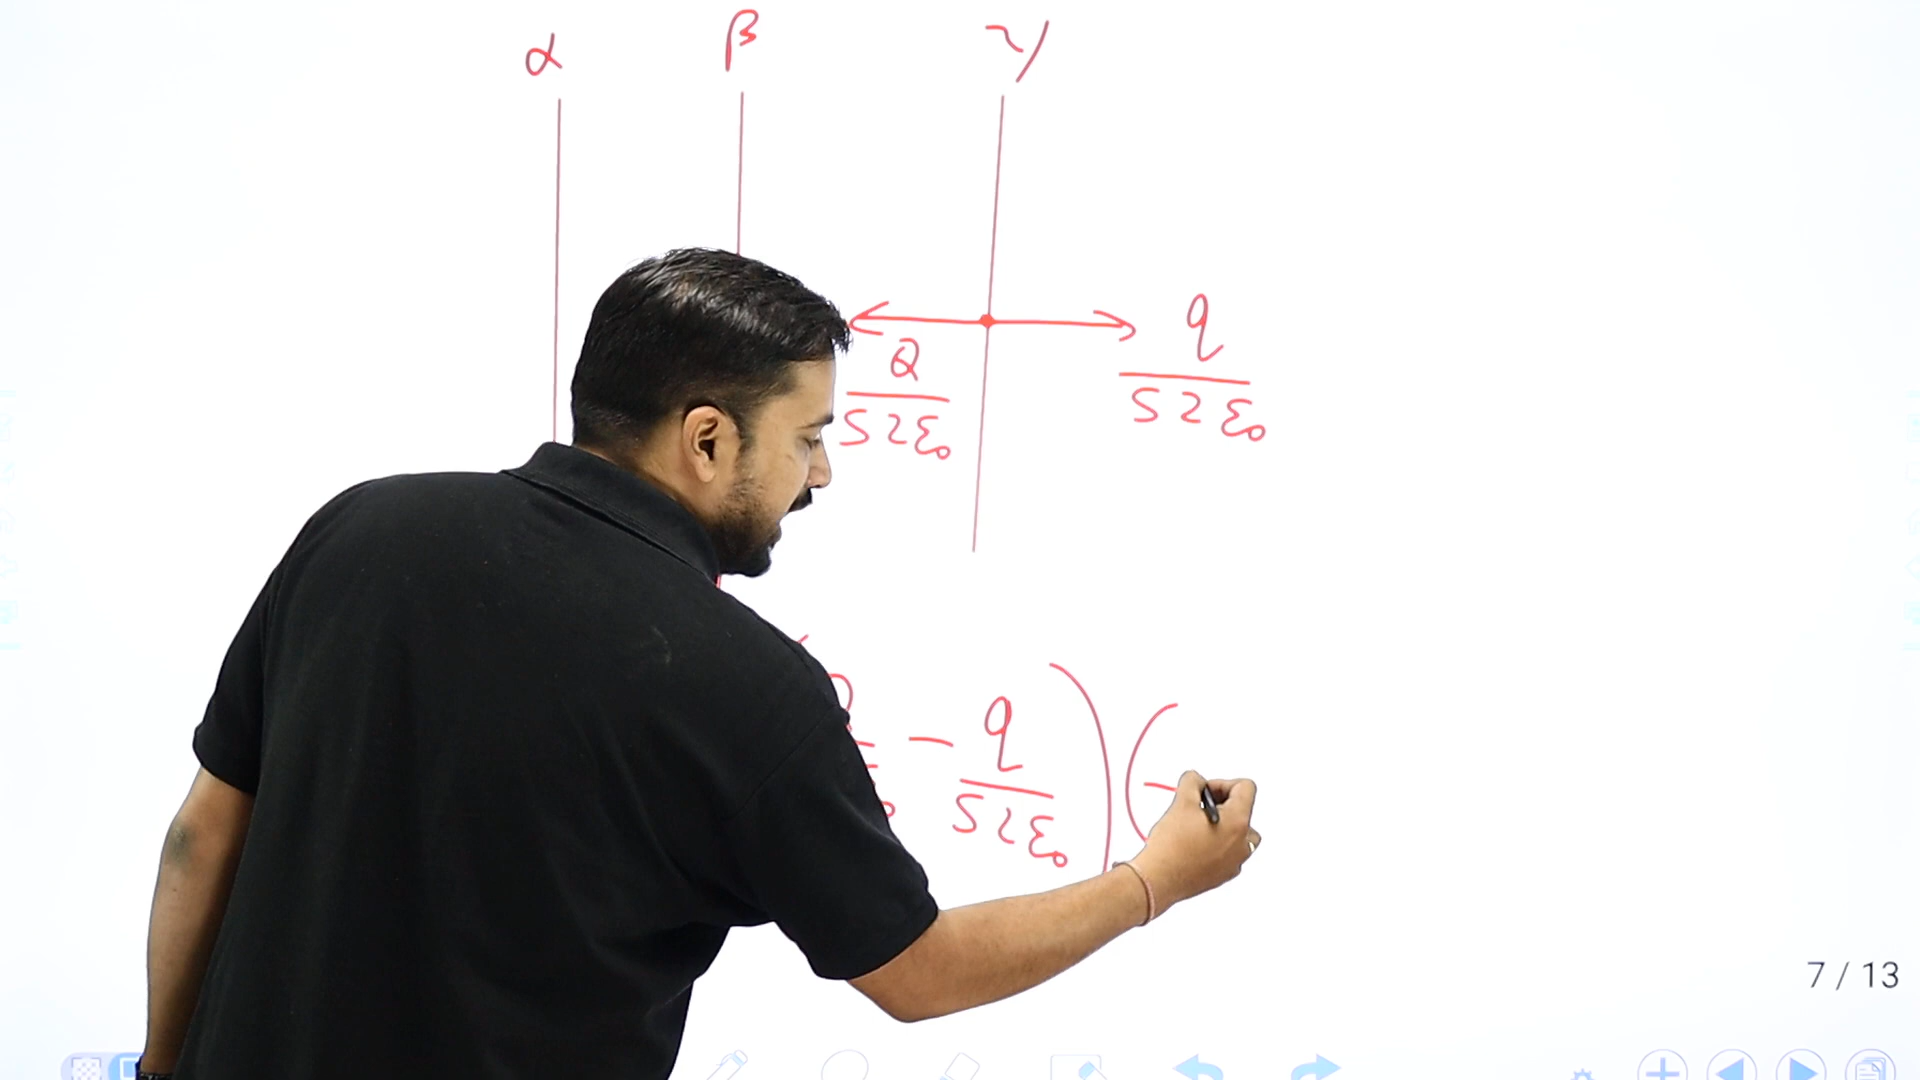 α β γ
q
Q
S2ε₀ S2ε₀
- q ) ( -
S2ε₀
7 / 13